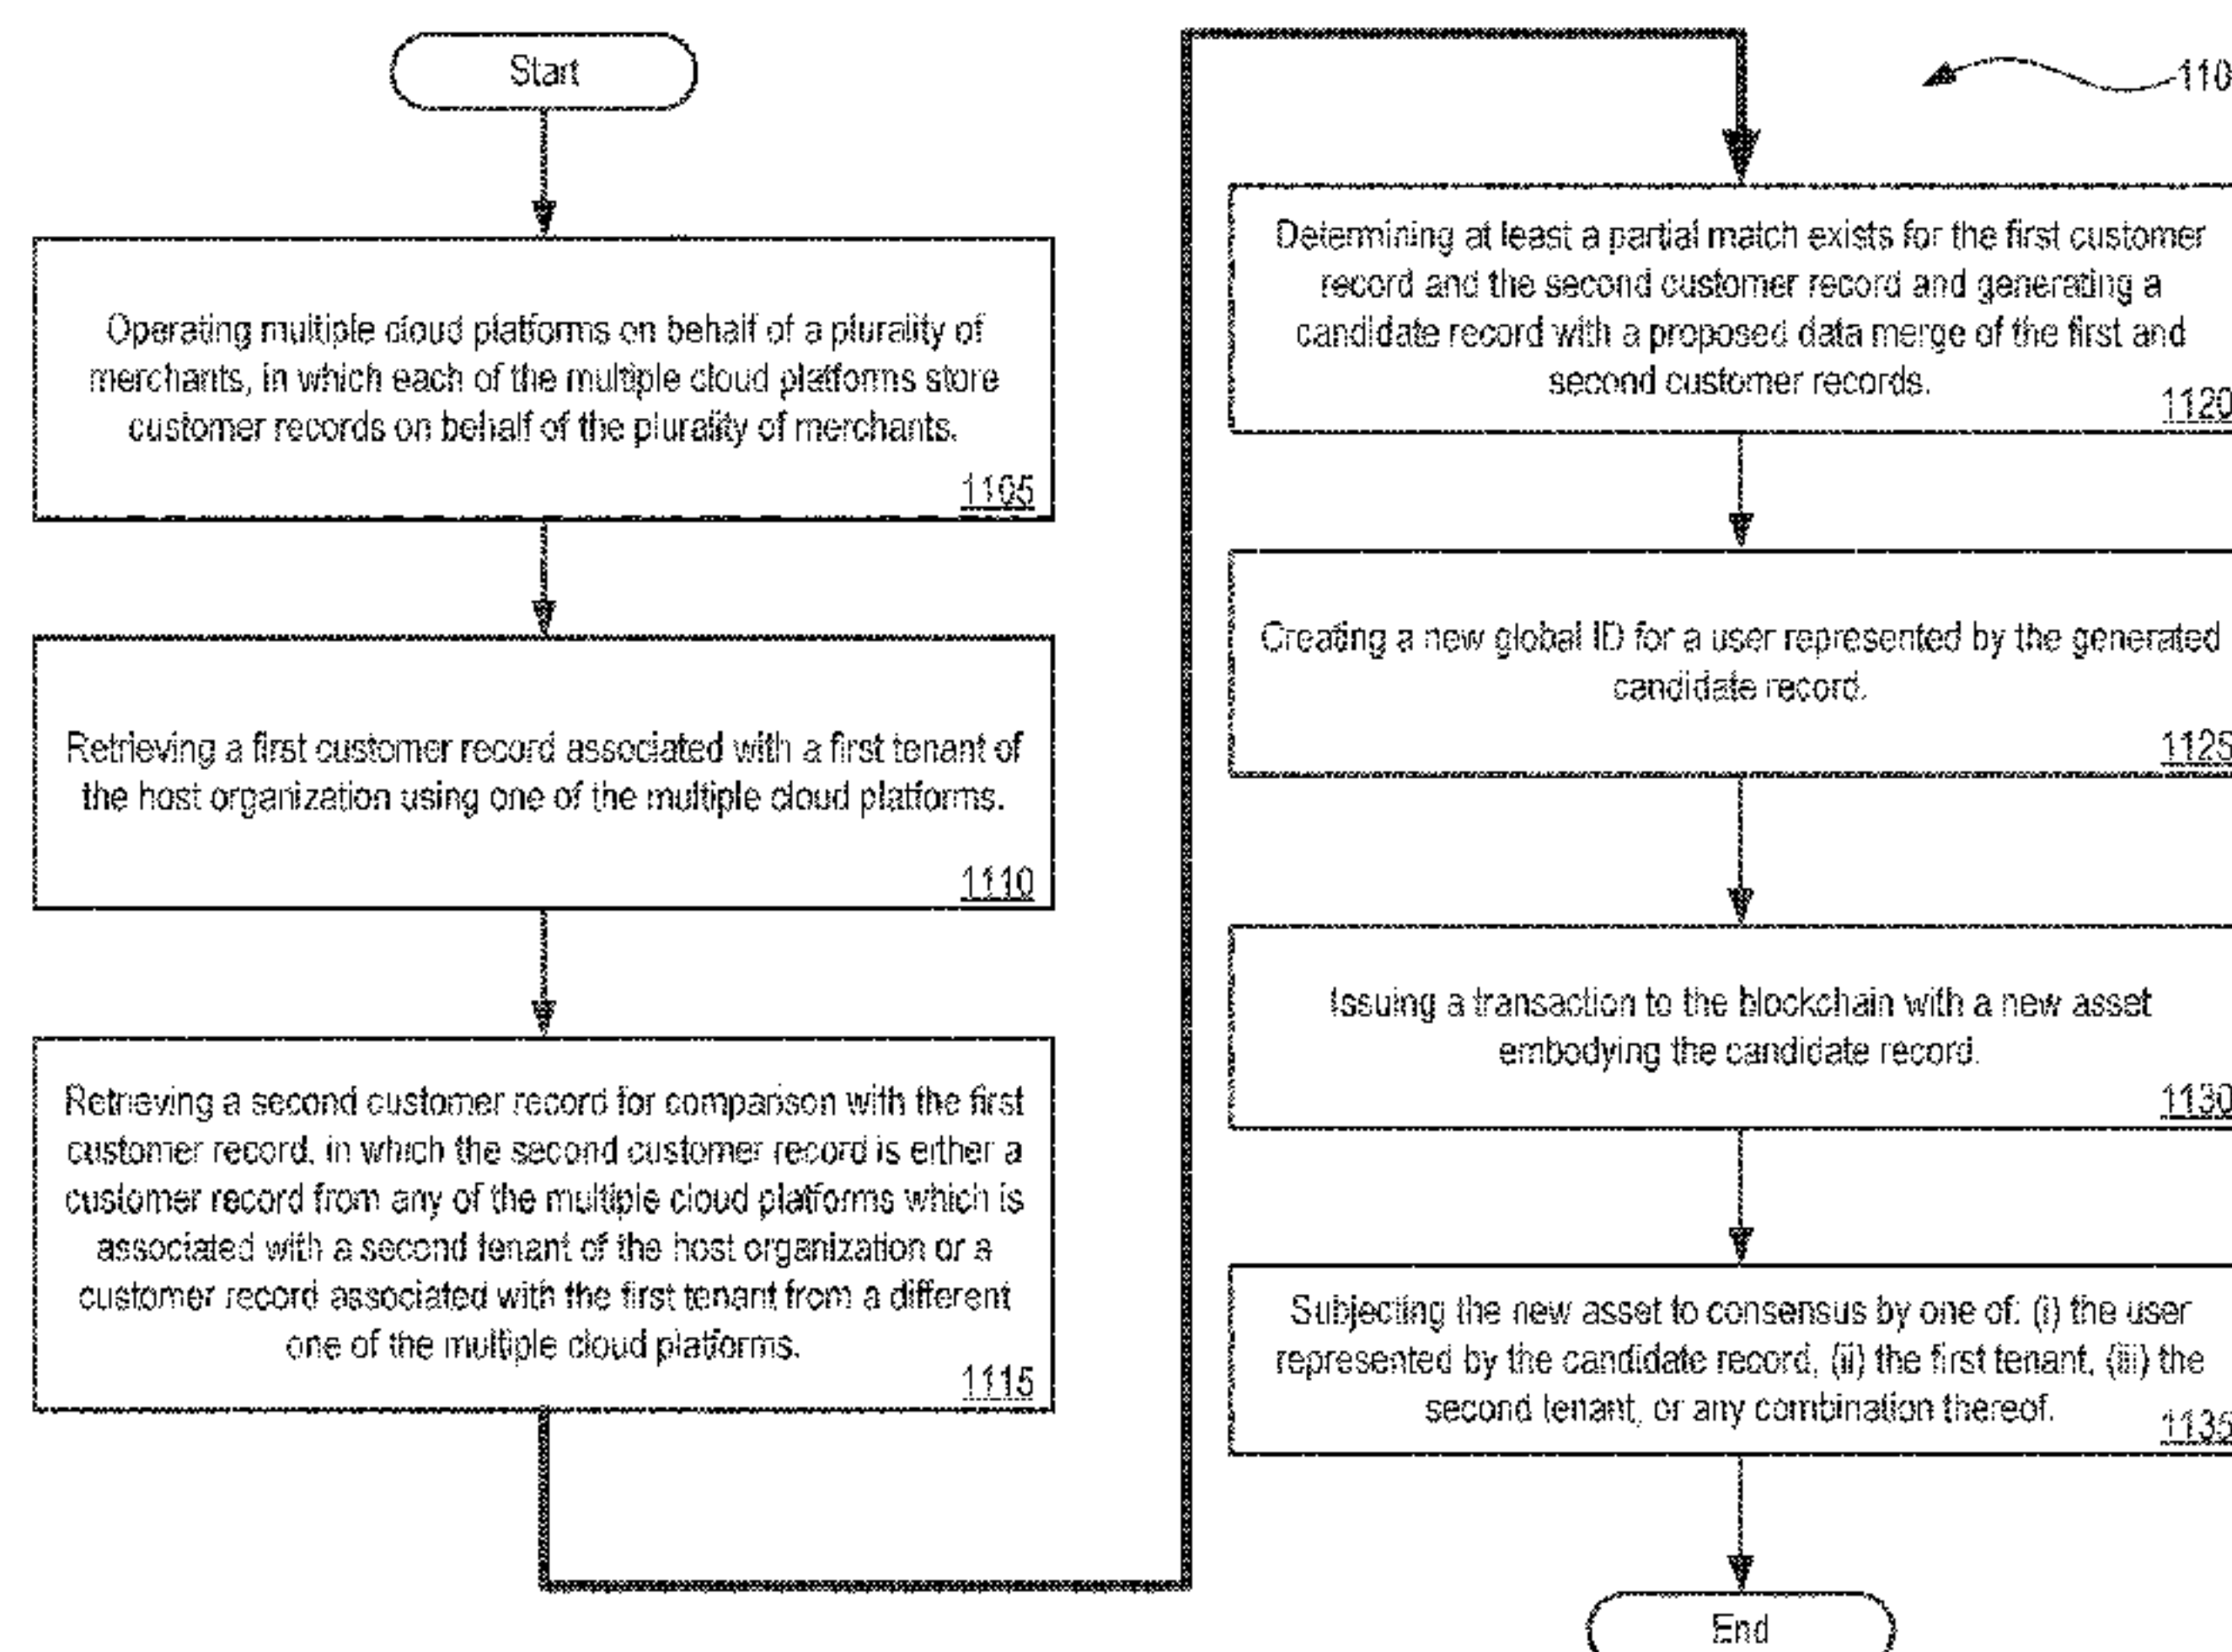 Start
Operating multiple cloud platforms on behalf of a plurality of
merchants, in which each of the multiple cloud platforms store
customer records on behalf of the plurality of merchants.
1105
Retrieving a first customer record associated with a first tenant of
the host organization using one of the multiple cloud platforms.
1110
Retrieving a second customer record for comparison with the first
customer record, in which the second customer record is either a
customer record from any of the multiple cloud platforms which is
associated with a second tenant of the host organization or a
customer record associated with the first tenant from a different
one of the multiple cloud platforms.
1115
110
Determining at least a partial match exists for the first customer
record and the second customer record and generating a
candidate record with a proposed data merge of the first and
second customer records.
1120
Creating a new global ID for a user represented by the generated
candidate record.
1125
Issuing a transaction to the blockchain with a new asset
embodying the candidate record.
1130
Subjecting the new asset to consensus by one of: (i) the user
represented by the candidate record, (ii) the first tenant, (iii) the
second tenant, or any combination thereof.
1135
End